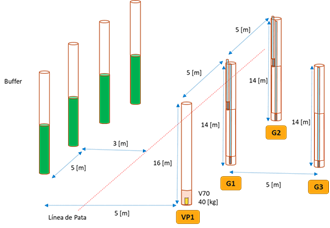 5 [m]
5 [m]
Buffer
14 [m]
3 [m]
14 [m]
14 [m]
G2
16 [m]
5 [m]
V70
40 [kg]
G1
5 [m]
G3
Línea de Pata
5 [m]
VP1